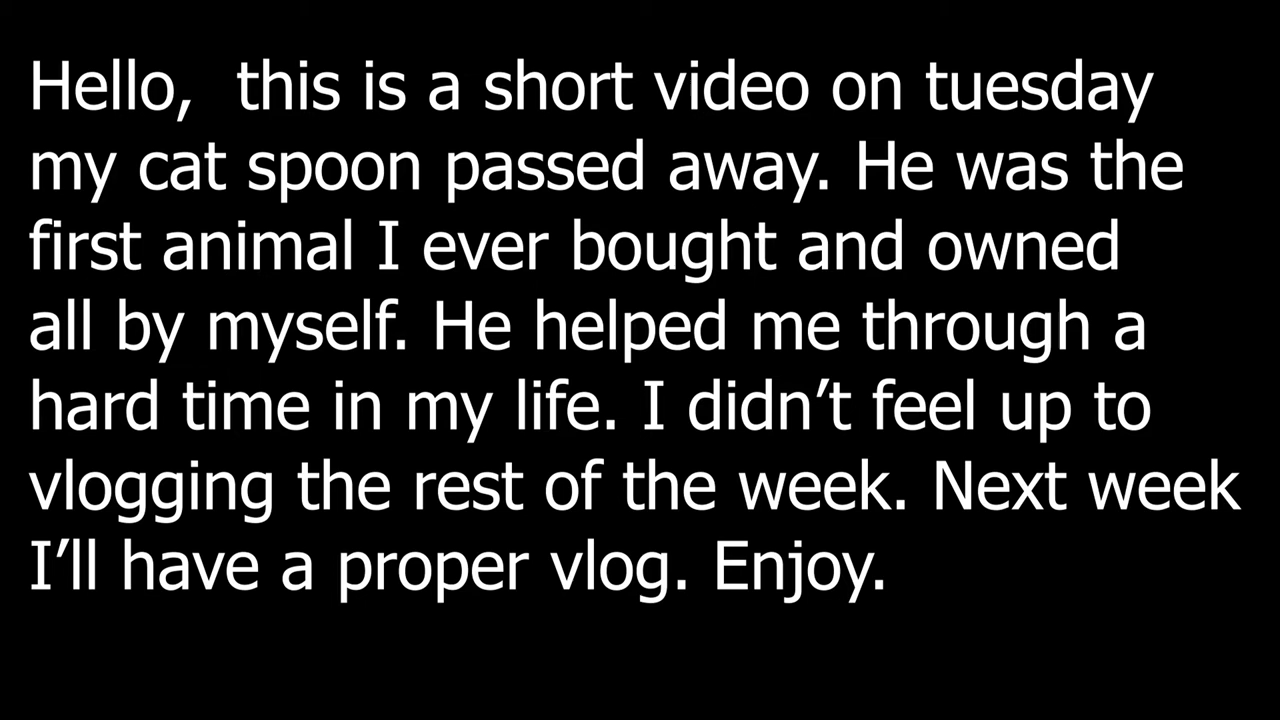 Hello,  this is a short video on tuesday
my cat spoon passed away. He was the
first animal I ever bought and owned
all by myself. He helped me through a
hard time in my life. I didn’t feel up to
vlogging the rest of the week. Next week
I’ll have a proper vlog. Enjoy.